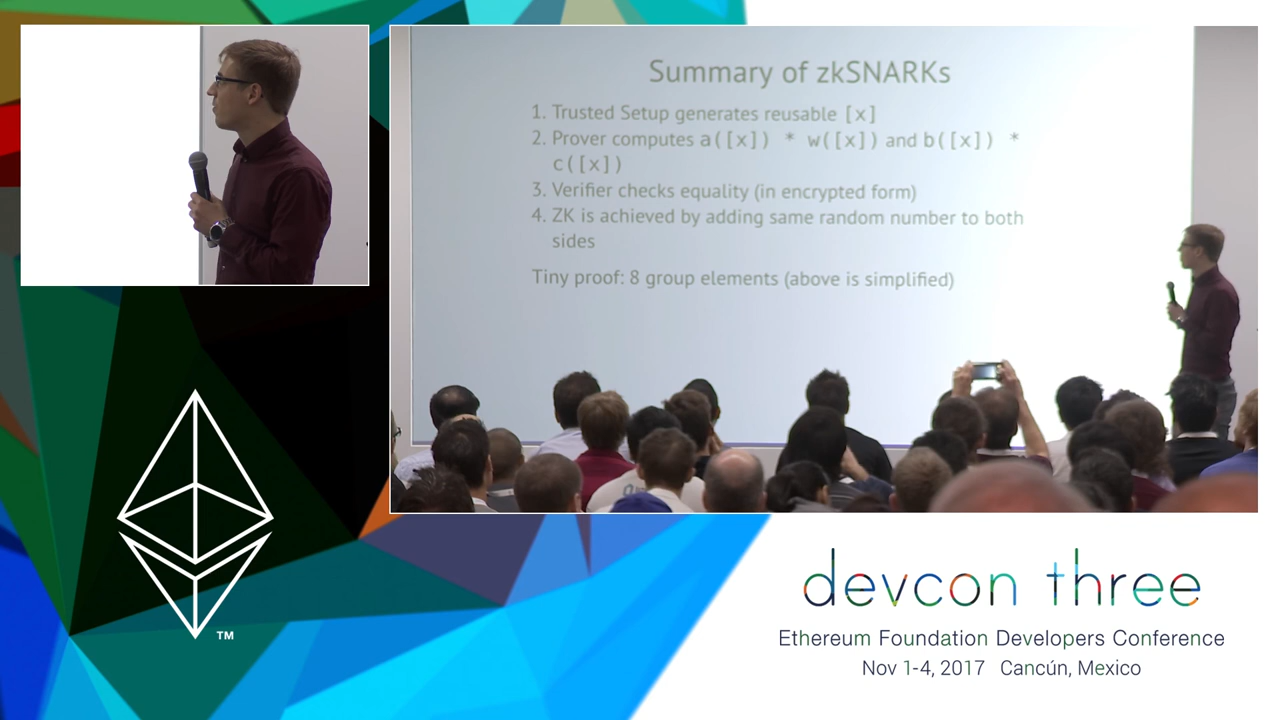 Summary of zkSNARKs
1. Trusted Setup generates reusable [x]
2. Prover computes a([x]) * w([x]) and b([x]) *
c([x])
3. Verifier checks equality (in encrypted form)
4. ZK is achieved by adding same random number to both
sides
Tiny proof: 8 group elements (above is simplified)
TM
devcon three
Ethereum Foundation Developers Conference
Nov 1-4, 2017 Cancún, Mexico